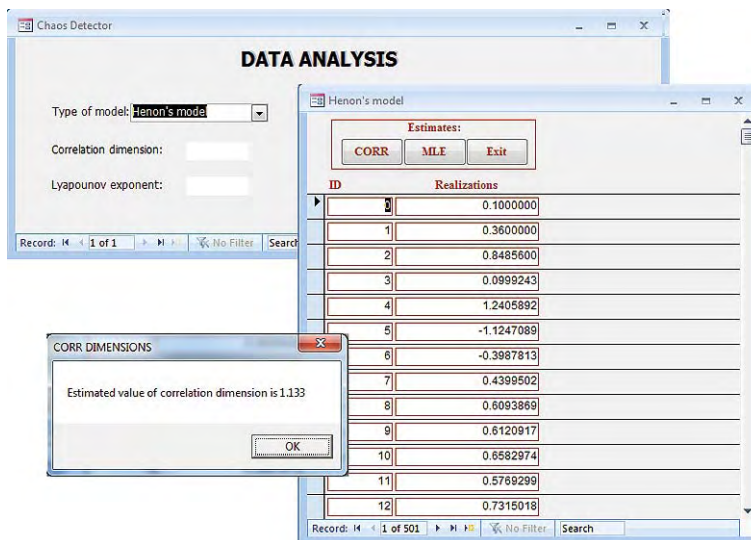 Chaos Detector
DATA ANALYSIS
Type of model: Henon's model
Correlation dimension:
Lyapounov exponent:
Record: 1 of 1 No Filter Search
Henon's model
Estimates:
CORR MLE Exit
ID Realizations
0 0.1000000
1 0.3600000
2 0.8485600
3 0.0999243
4 1.2405892
5 -1.1247089
6 -0.3987813
7 0.4399502
8 0.6093869
9 0.6120917
10 0.6582974
11 0.5769299
12 0.7315018
Record: 1 of 501 No Filter Search
CORR DIMENSIONS
Estimated value of correlation dimension is 1.133
OK